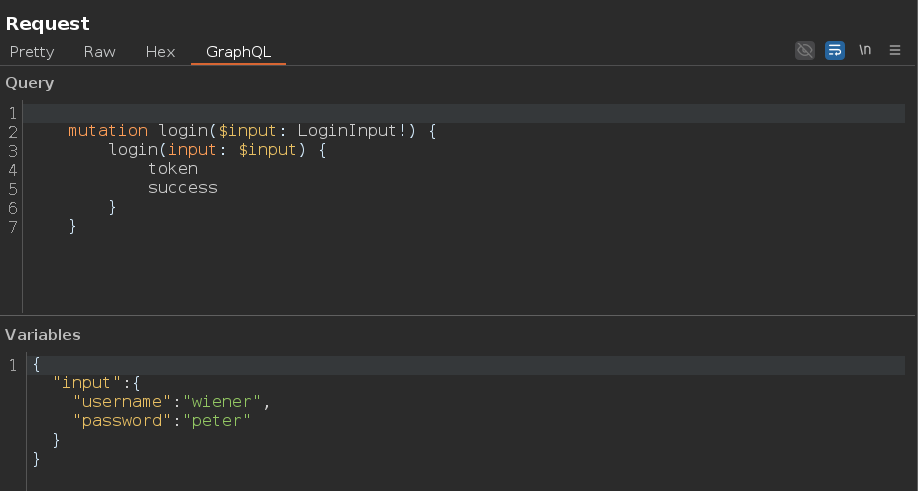 Request
Pretty Raw Hex GraphQL \n
Query
1
2 mutation login($input: LoginInput!) {
3 login(input: $input) {
4 token
5 success
6 }
7 }
Variables
1 {
"input":{
"username":"wiener",
"password":"peter"
}
}